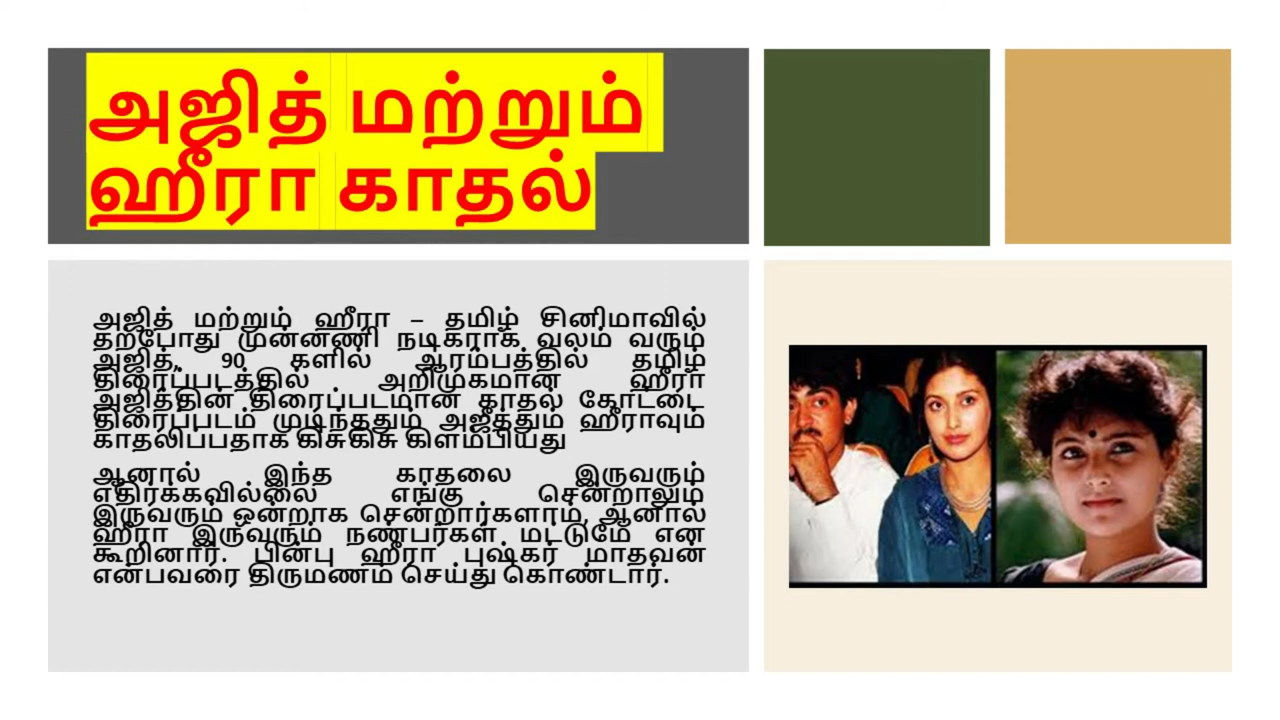 அஜித் மற்றும்
ஹீரா காதல்
அஜித் மற்றும் ஹீரா – தமிழ் சினிமாவில்
தற்போது முன்னணி நடிகராக வலம் வரும்
அஜித், 90 களில் ஆரம்பத்தில் தமிழ்
திரைப்படத்தில் அறிமுகமான ஹீரா
அஜித்தின் திரைப்படமான காதல் கோட்டை
திரைப்படம் முடிந்ததும் அஜீத்தும் ஹீராவும்
காதலிப்பதாக கிசுகிசு கிளம்பியது
ஆனால் இந்த காதலை இருவரும்
எதிர்க்கவில்லை எங்கு சென்றாலும்
இருவரும் ஒன்றாக சென்றார்களாம், ஆனால்
ஹீரா இருவரும் நண்பர்கள் மட்டுமே என
கூறினார். பின்பு ஹீரா புஷ்கர் மாதவன்
என்பவரை திருமணம் செய்து கொண்டார்.